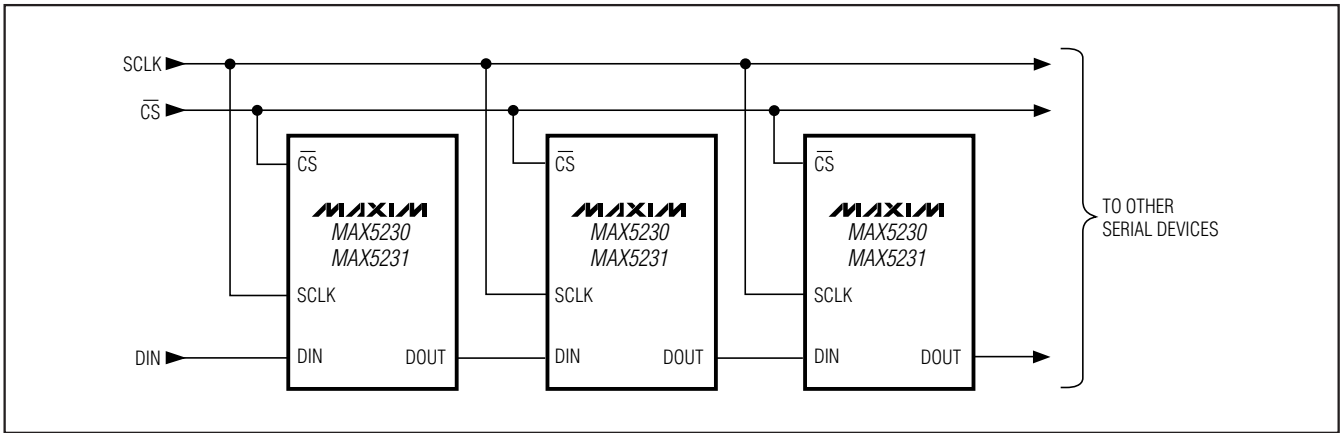 SCLK
CS
CS
CS
CS
MAXIM
MAX5230
MAX5231
MAXIM
MAX5230
MAX5231
MAXIM
MAX5230
MAX5231
TO OTHER
SERIAL DEVICES
SCLK
SCLK
SCLK
DIN
DIN
DOUT
DIN
DOUT
DIN
DOUT